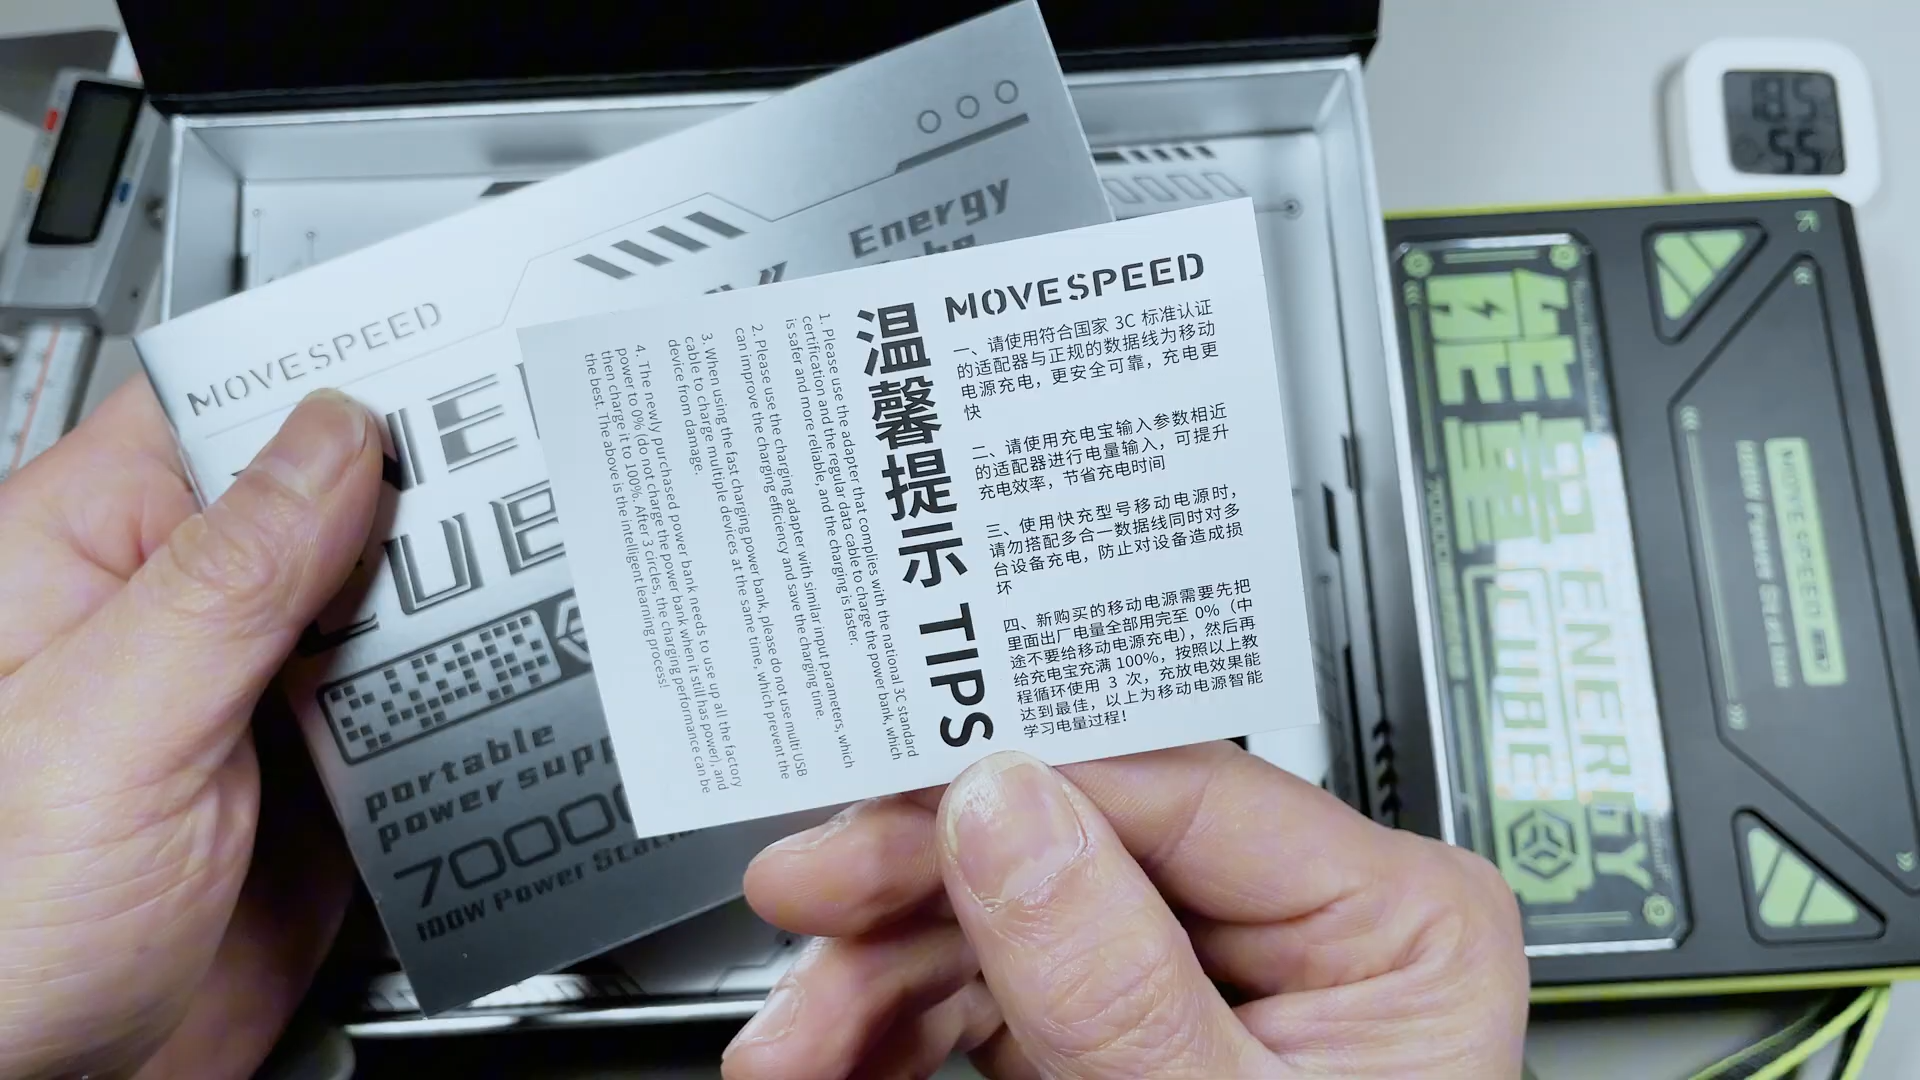 MOVESPEED
一、请使用符合国家 3C 标准认证
的适配器与正规的数据线为移动
电源充电，更安全可靠，充电更
快
二、请使用充电宝输入参数相近
的适配器进行电量输入，可提升
充电效率，节省充电时间
三、使用快充型号移动电源时，
请勿搭配多合一数据线同时对多
台设备充电，防止对设备造成损
坏
四、新购买的移动电源需要先把
里面出厂电量全部用完至 0%（中
途不要给移动电源充电），然后再
给充电宝充满 100%，按照以上教
程循环使用 3 次，充放电效果能
达到最佳，以上为移动电源智能
学习电量过程！
温馨提示 TIPS
1. Please use the adapter that complies with the national 3C standard
certification and the regular data cable to charge the power bank, which
is safer and more reliable, and the charging is faster.
2. Please use the charging adapter with similar input parameters, which
can improve the charging efficiency and save the charging time.
3. When using the fast charging power bank, please do not use multi USB
cable to charge multiple devices at the same time, which prevent the
device from damage.
4. The newly purchased power bank needs to use up all the factory
power to 0% (do not charge the power bank when it still has power), and
then charge it to 100%. After 3 circles, the charging performance can be
the best. The above is the intelligent learning process!
MOVESPEED
Energy
portable
power supp
7000
100W Power Stati
18.5
55
能量
ENERGY
CUBE
MOVE SPEED
100W Power Station